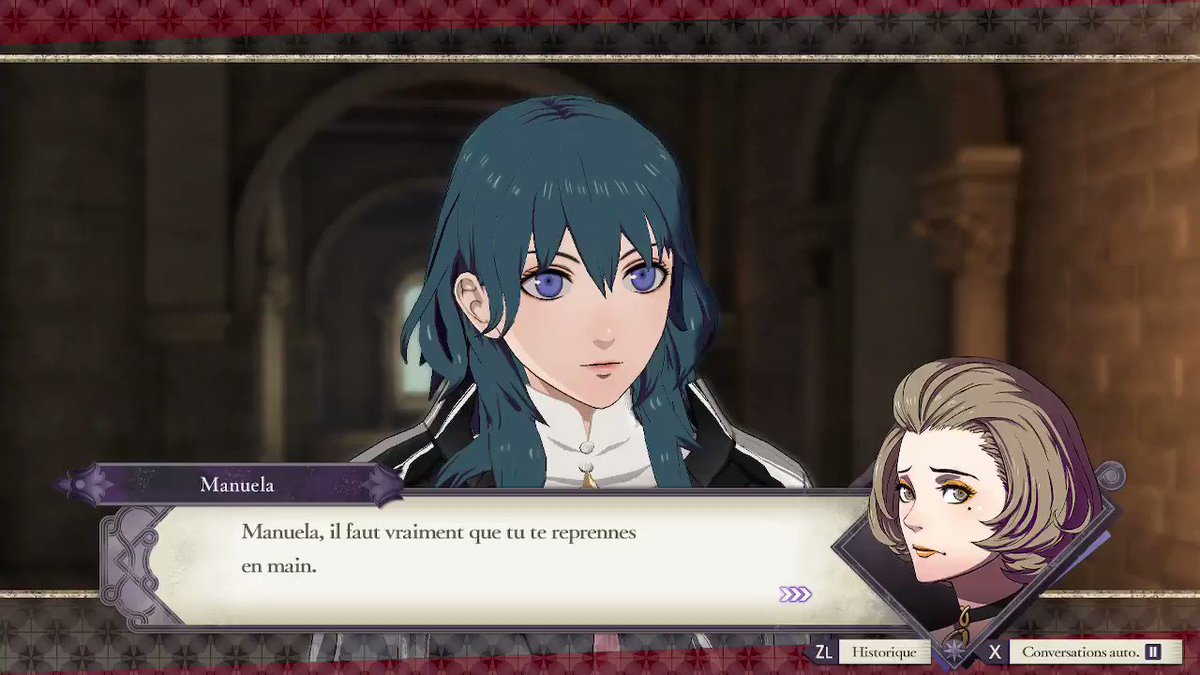 Manuela
Manuela, il faut vraiment que tu te reprennes
en main.
ZL Historique X Conversations auto.